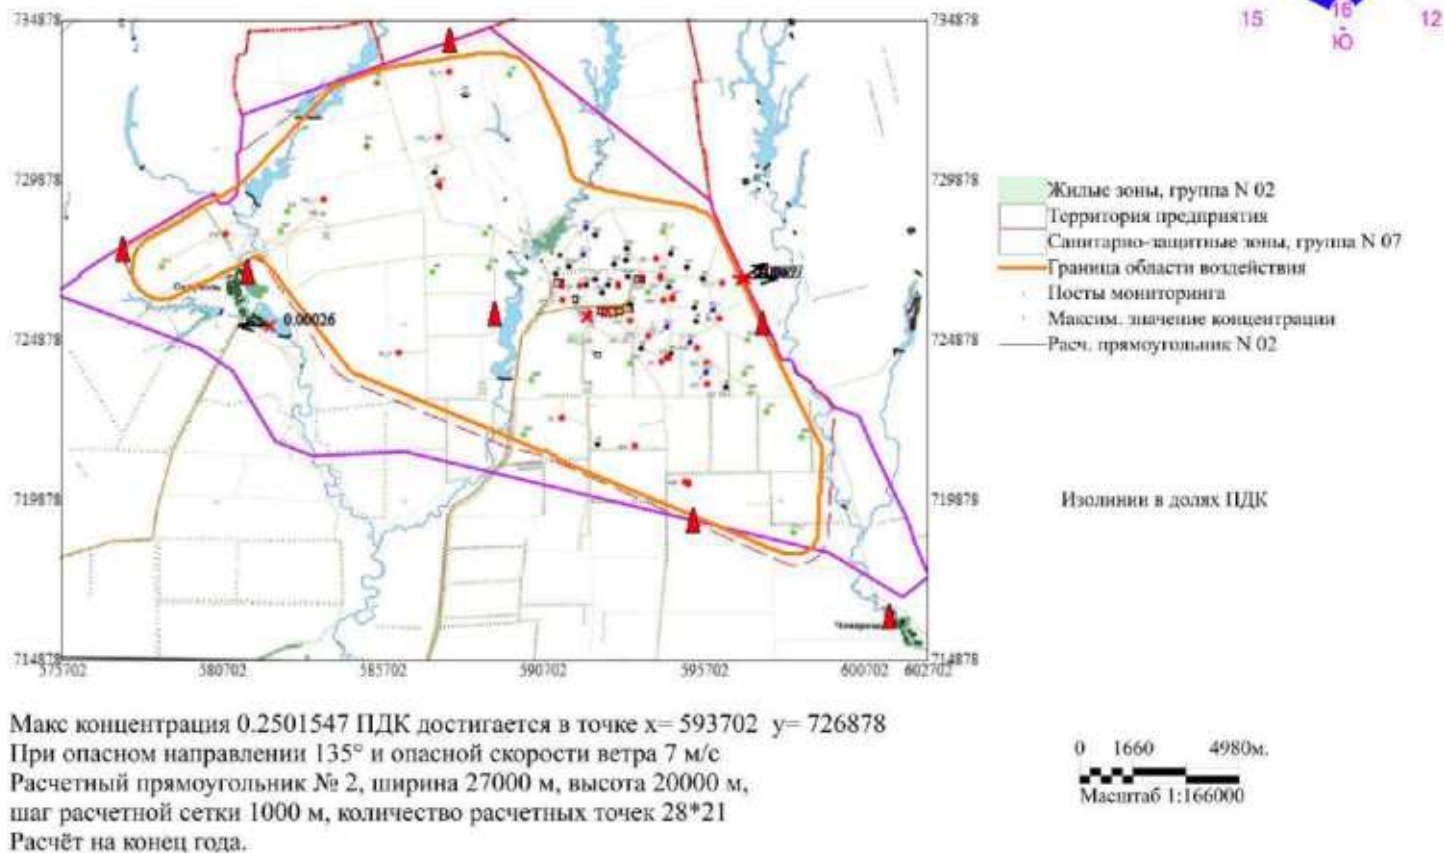 734878
734878
15
16
12
Ю
729878
729878
Жилые зоны, группа N 02
Территория предприятия
Санитарно-защитные зоны, группа N 07
Граница области воздействия
Посты мониторинга
Максим. значение концентрации
Расч. прямоугольник N 02
0.00026
724878
724878
719878
719878
Изолинии в долях ПДК
714878
714878
575702
580702
585702
590702
595702
600702
602702
Макс концентрация 0.2501547 ПДК достигается в точке x= 593702 y= 726878
При опасном направлении 135° и опасной скорости ветра 7 м/с
Расчетный прямоугольник № 2, ширина 27000 м, высота 20000 м,
шаг расчетной сетки 1000 м, количество расчетных точек 28*21
Расчёт на конец года.
0 1660 4980м.
Масштаб 1:166000